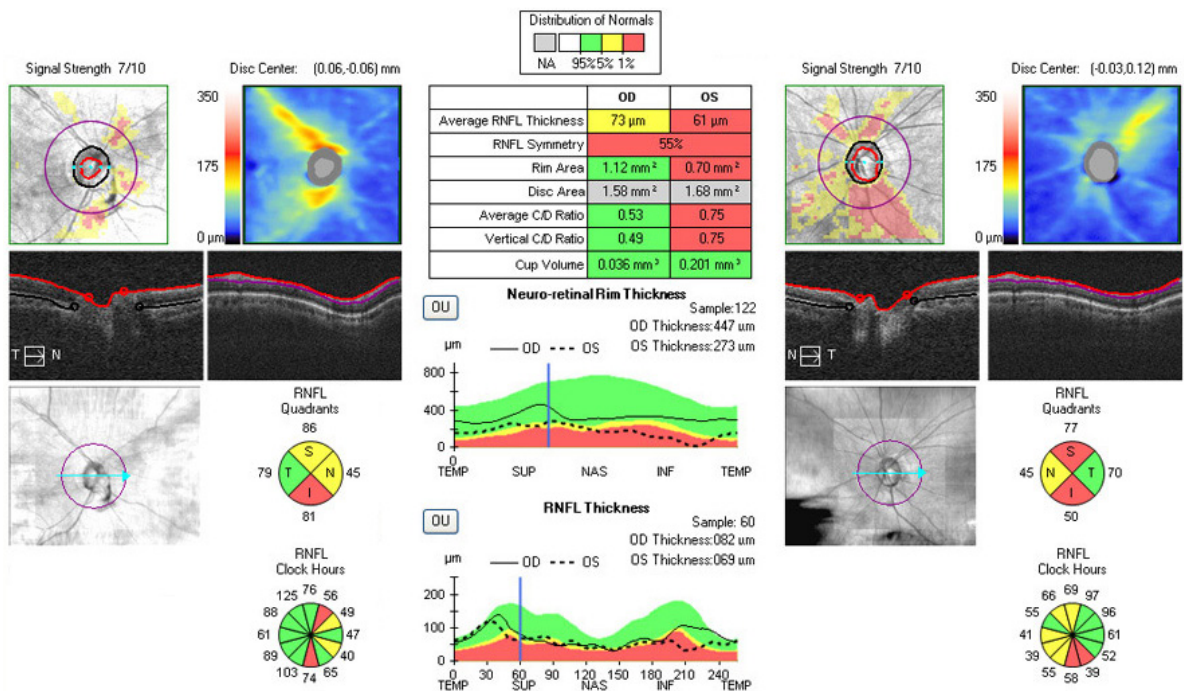 Distribution of Normals
NA 95% 5% 1%
Signal Strength 7/10
Disc Center: (0.06,-0.06) mm
350
175
0 µm
T N
RNFL
Quadrants
86
79 T S N I 45
81
RNFL
Clock Hours
76
125 56
88 49
61 47
89 40
103 65
74
OD OS
Average RNFL Thickness 73 µm 61 µm
RNFL Symmetry 55%
Rim Area 1.12 mm² 0.70 mm²
Disc Area 1.58 mm² 1.68 mm²
Average C/D Ratio 0.53 0.75
Vertical C/D Ratio 0.49 0.75
Cup Volume 0.036 mm³ 0.201 mm³
OU
Neuro-retinal Rim Thickness
Sample:122
OD Thickness:447 um
OS Thickness:273 um
µm
OD OS
800
400
0
0
TEMP SUP NAS INF TEMP
OU
RNFL Thickness
Sample: 60
OD Thickness:082 um
OS Thickness:069 um
µm
OD OS
200
100
0
0 30 60 90 120 150 180 210 240
TEMP SUP NAS INF TEMP
Signal Strength 7/10
Disc Center: (-0.03,0.12) mm
350
175
0 µm
N T
RNFL
Quadrants
77
45 N S T I 70
50
RNFL
Clock Hours
69
66 97
55 96
41 61
39 52
55 39
58